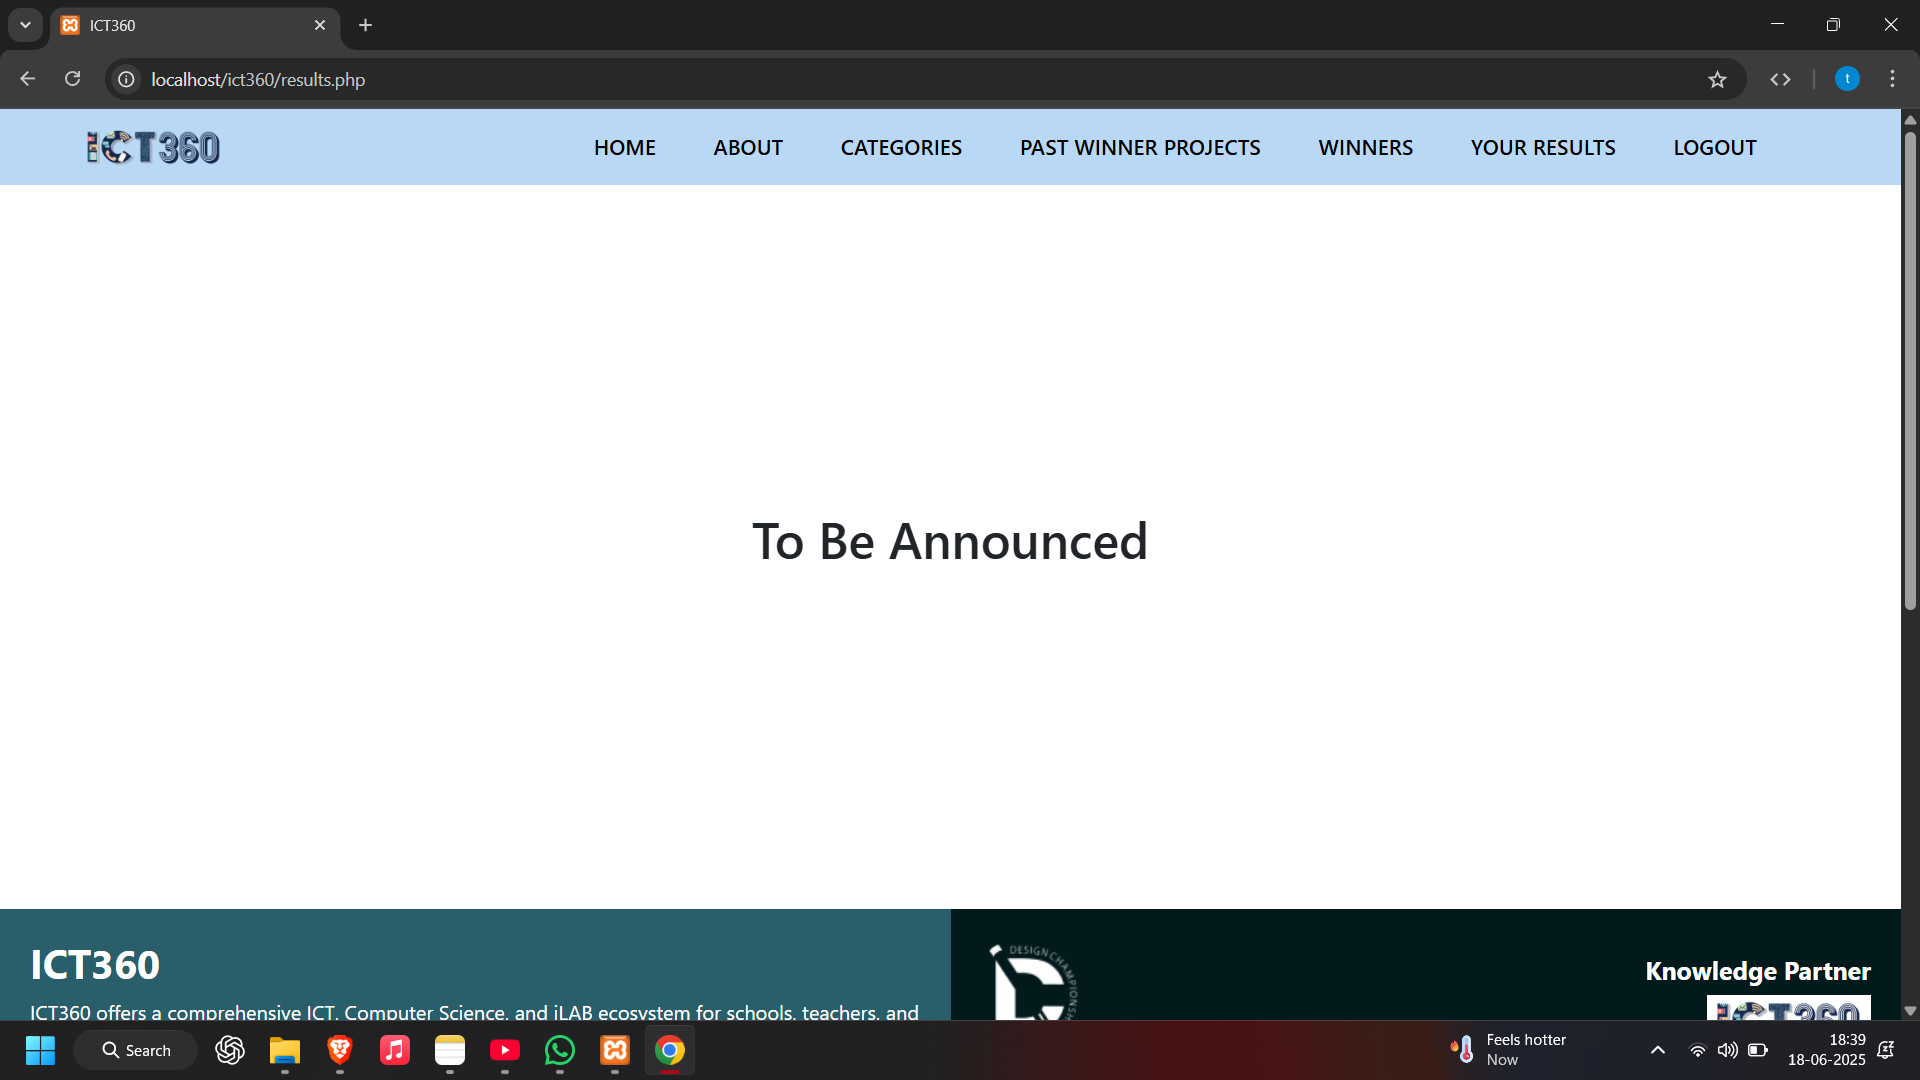 ICT360
localhost/ict360/results.php
t
ICT360
HOME
ABOUT
CATEGORIES
PAST WINNER PROJECTS
WINNERS
YOUR RESULTS
LOGOUT
To Be Announced
ICT360
ICT360 offers a comprehensive ICT, Computer Science, and iLAB ecosystem for schools, teachers, and
DESIGN CHAMPIONSH
Knowledge Partner
ICT360
Search
Feels hotter
Now
18:39
18-06-2025